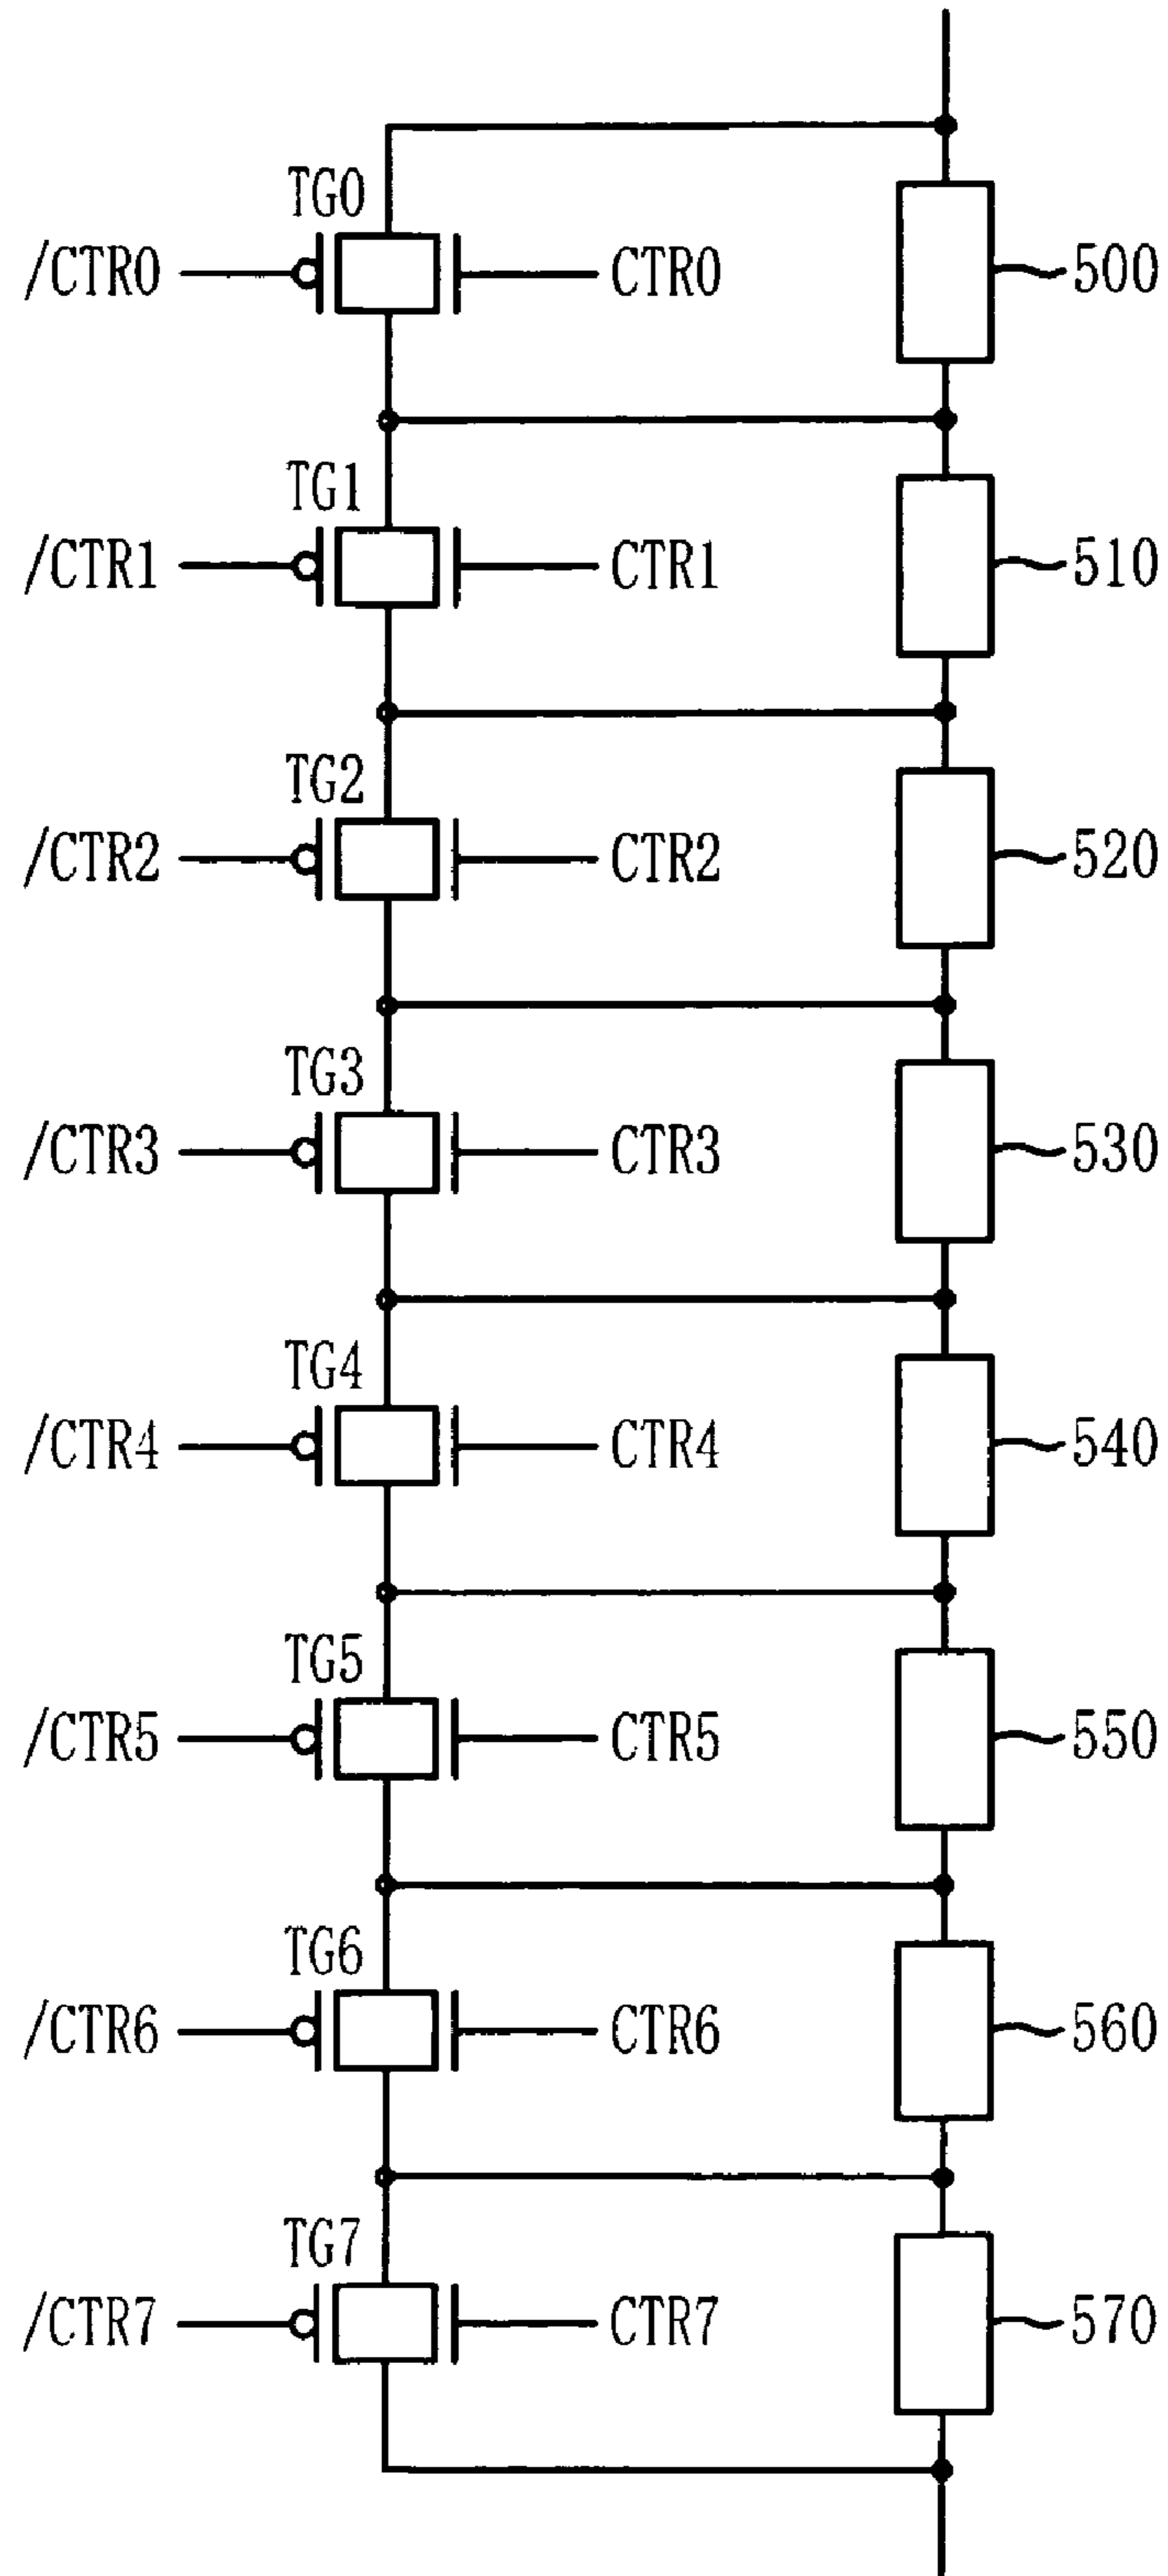 TG0
/CTR0 CTR0 500
TG1
/CTR1 CTR1 510
TG2
/CTR2 CTR2 520
TG3
/CTR3 CTR3 530
TG4
/CTR4 CTR4 540
TG5
/CTR5 CTR5 550
TG6
/CTR6 CTR6 560
TG7
/CTR7 CTR7 570